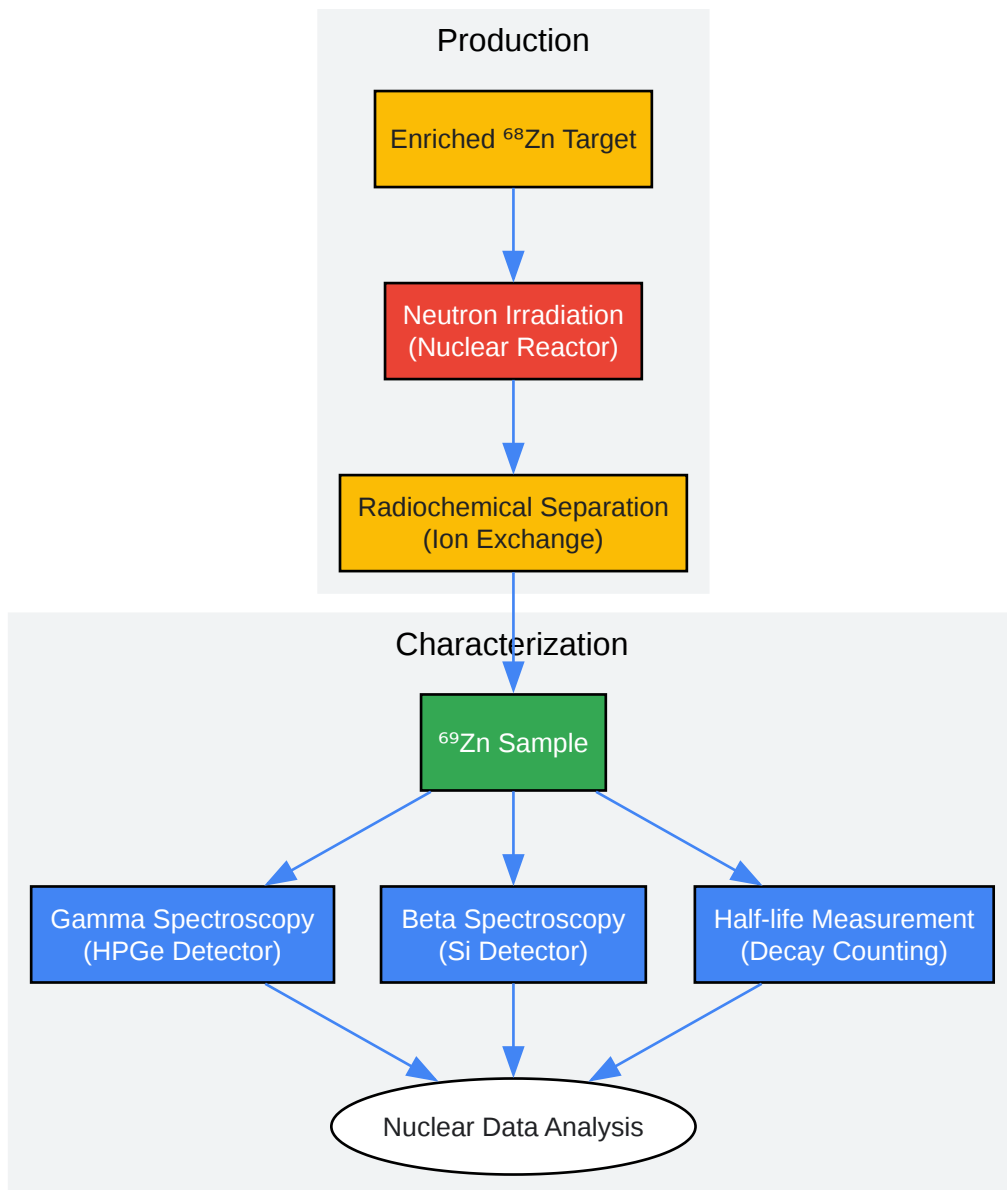 Production
Enriched ⁶⁸Zn Target
Neutron Irradiation
(Nuclear Reactor)
Radiochemical Separation
(Ion Exchange)
Characterization
⁶⁹Zn Sample
Gamma Spectroscopy
(HPGe Detector)
Beta Spectroscopy
(Si Detector)
Half-life Measurement
(Decay Counting)
Nuclear Data Analysis